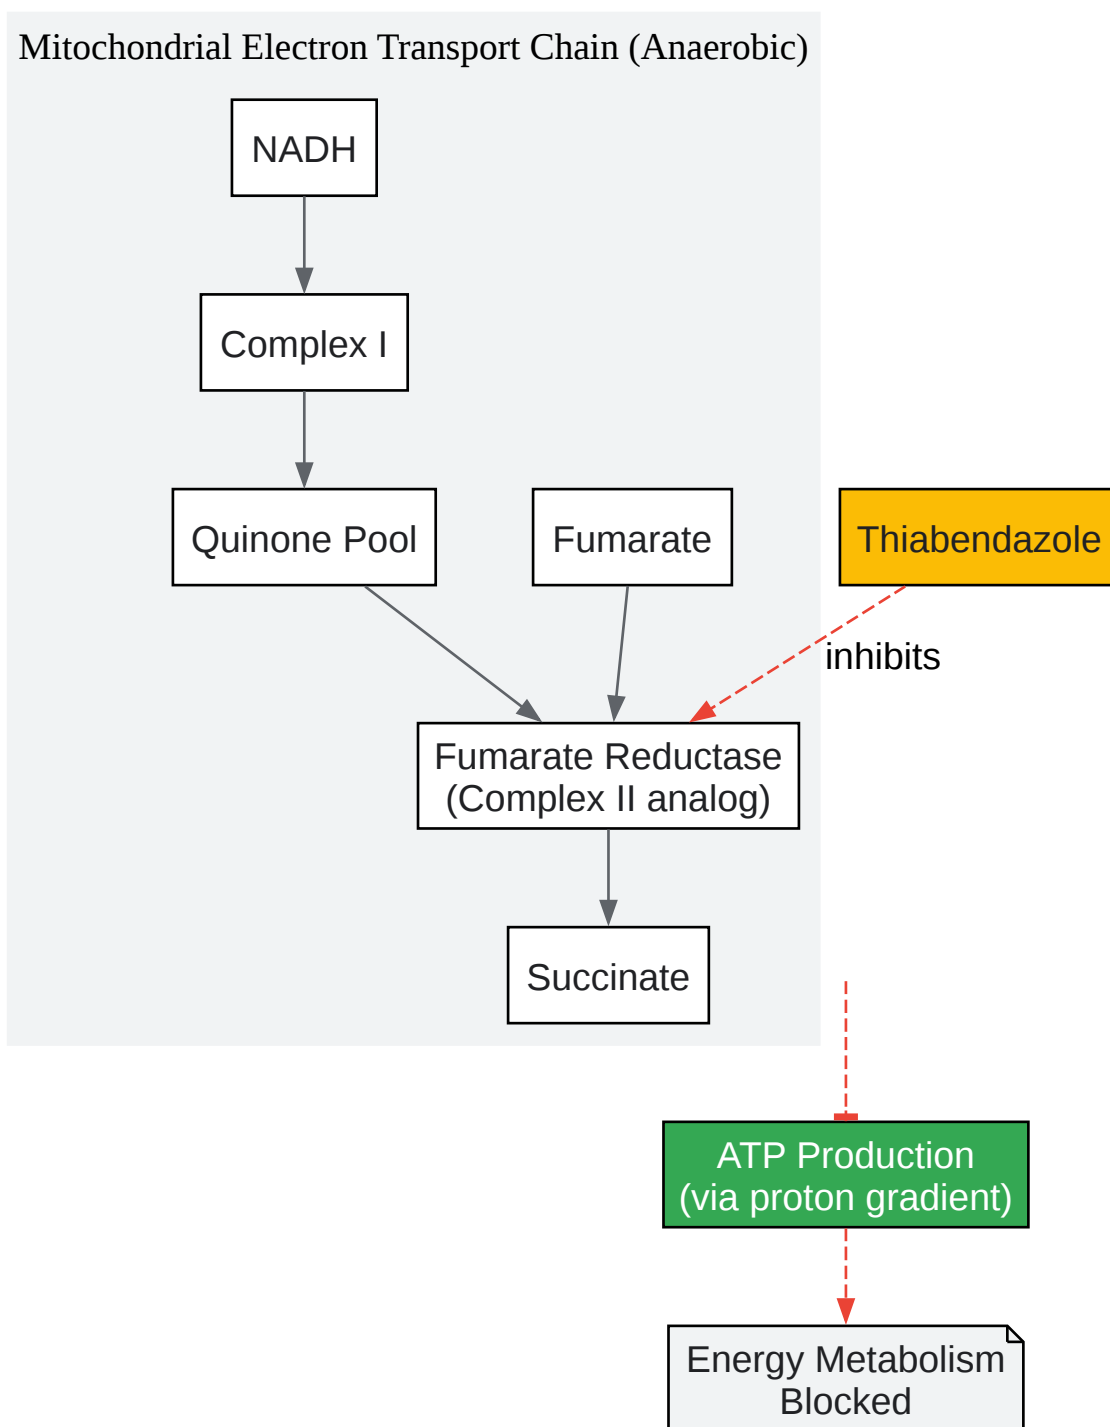 Mitochondrial Electron Transport Chain (Anaerobic)
NADH
Complex I
Quinone Pool
Fumarate
Thiabendazole
inhibits
Fumarate Reductase
(Complex II analog)
Succinate
ATP Production
(via proton gradient)
Energy Metabolism
Blocked